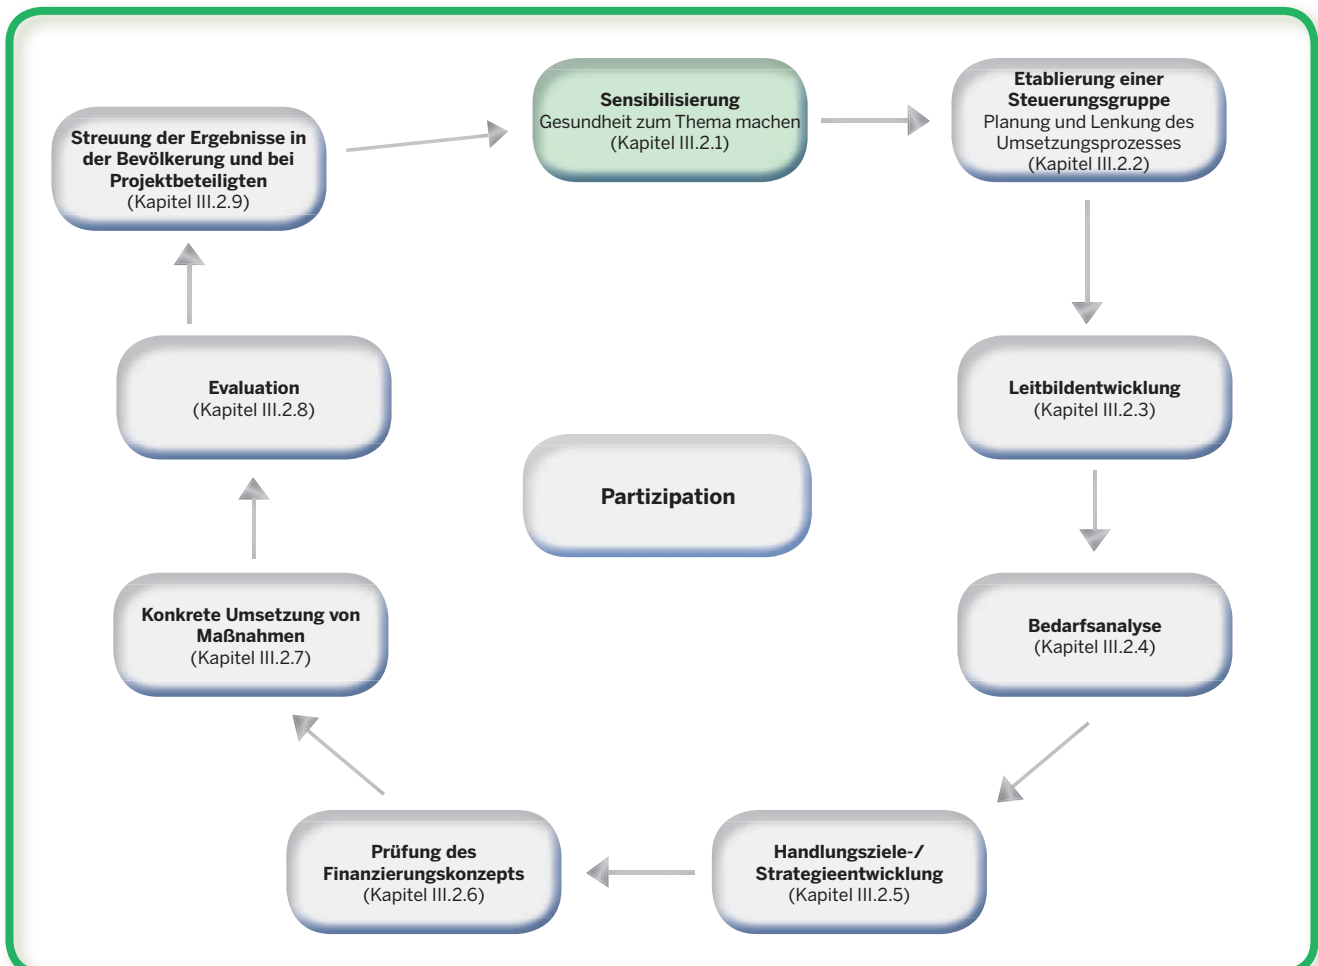 Sensibilisierung
Gesundheit zum Thema machen
(Kapitel III.2.1)
Etablierung einer
Steuerungsgruppe
Planung und Lenkung des
Umsetzungsprozesses
(Kapitel III.2.2)
Leitbildentwicklung
(Kapitel III.2.3)
Bedarfsanalyse
(Kapitel III.2.4)
Handlungsziele-/
Strategieentwicklung
(Kapitel III.2.5)
Prüfung des
Finanzierungskonzepts
(Kapitel III.2.6)
Konkrete Umsetzung von
Maßnahmen
(Kapitel III.2.7)
Evaluation
(Kapitel III.2.8)
Streuung der Ergebnisse in
der Bevölkerung und bei
Projektbeteiligten
(Kapitel III.2.9)
Partizipation